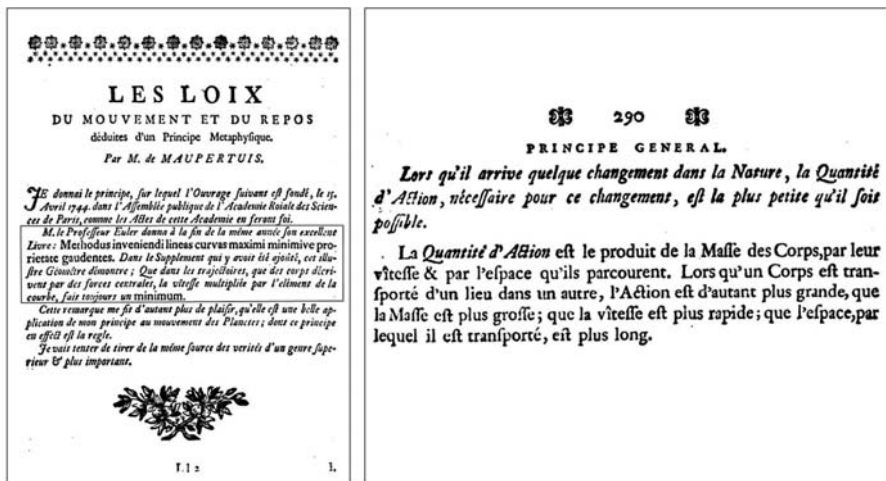 LES LOIX
DU MOUVEMENT ET DU REPOS
déduites d'un Principe Metaphyſique.
Par M. de MAUPERTUIS.
JE donnai le principe, ſur lequel l'Ouvrage ſuivant eſt fondé, le 15.
Avril 1744. dans l'Aſſemblée publique de l'Academie Roiale des Scien-
ces de Paris, comme les Actes de cette Academie en feront foi.
M. le Profeſſeur Euler donna à la fin de la même année ſon excellent
Livre: Methodus inveniendi lineas curvas maximi minimive pro-
prietate gaudentes. Dans le Supplement qui y avoit été ajoûté, cet illu-
ſtre Géometre démontre; Que dans les trajectoires, que des corps décri-
vent par des forces centrales, la viteſſe multipliée par l'élement de la
courbe, fait toujours un minimum.
Cette remarque me fit d'autant plus de plaiſir, qu'elle eſt une belle ap-
plication de mon principe au mouvement des Planetes; dont ce principe
en effet eſt la regle.
Je vais tenter de tirer de la même ſource des verités d'un genre ſupe-
rieur & plus important.
Ll 2
I.
290
PRINCIPE GENERAL.
Lors qu'il arrive quelque changement dans la Nature, la Quantité
d'Action, néceſſaire pour ce changement, eſt la plus petite qu'il ſoit
poſſible.
La Quantité d'Action eſt le produit de la Maſſe des Corps, par leur
vîteſſe & par l'eſpace qu'ils parcourent. Lors qu'un Corps eſt tran-
ſporté d'un lieu dans un autre, l'Action eſt d'autant plus grande, que
la Maſſe eſt plus groſſe; que la vîteſſe eſt plus rapide; que l'eſpace, par
lequel il eſt tranſporté, eſt plus long.